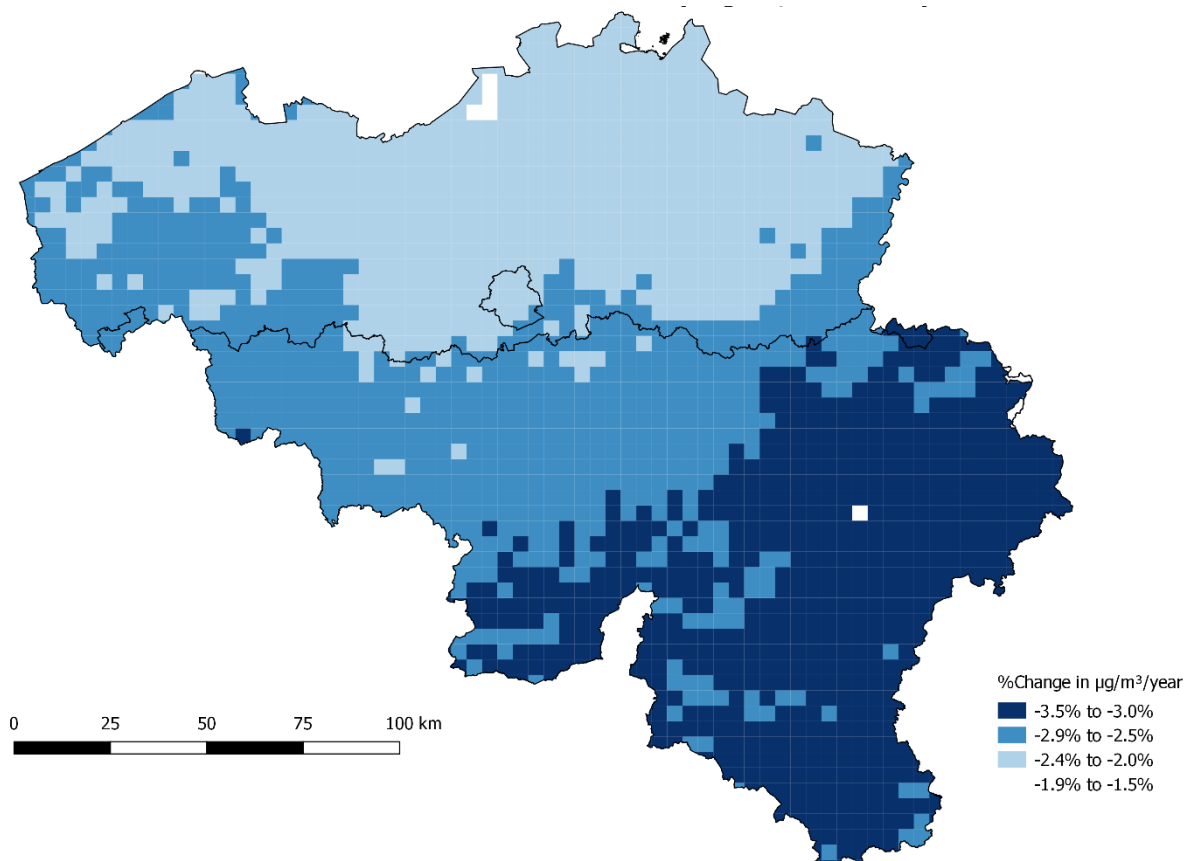 %Change in µg/m³/year
-3.5% to -3.0%
-2.9% to -2.5%
-2.4% to -2.0%
-1.9% to -1.5%
0 25 50 75 100 km